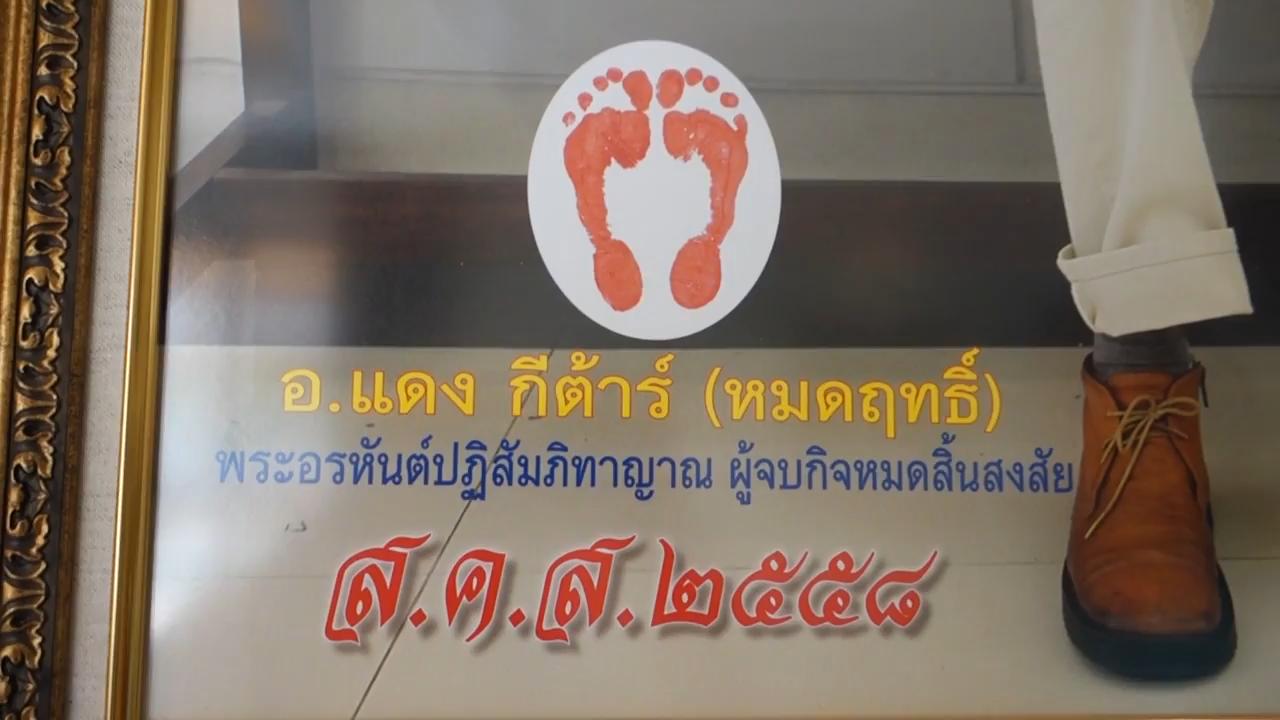 อ.แดง กีต้าร์ (หมดฤทธิ์)
พระอรหันต์ปฏิสัมภิทาญาณ ผู้จบกิจหมดสิ้นสงสัย
ส.ค.ส.๒๕๕๘